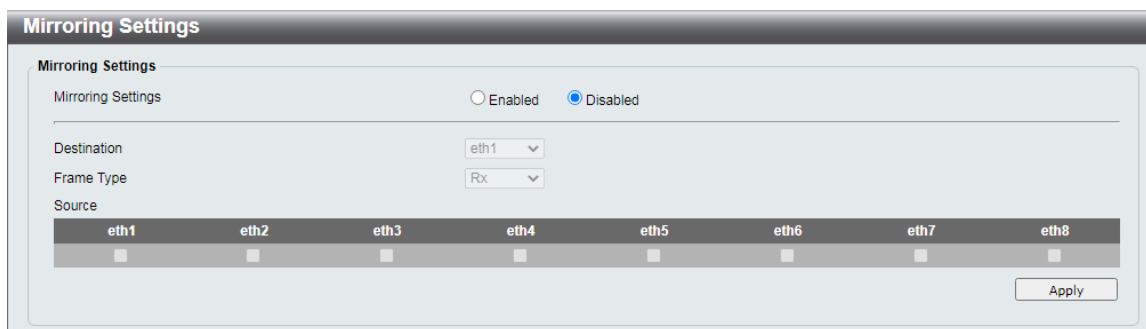 Mirroring Settings
Mirroring Settings
Mirroring Settings Enabled Disabled
Destination eth1
Frame Type Rx
Source
eth1 eth2 eth3 eth4 eth5 eth6 eth7 eth8
Apply